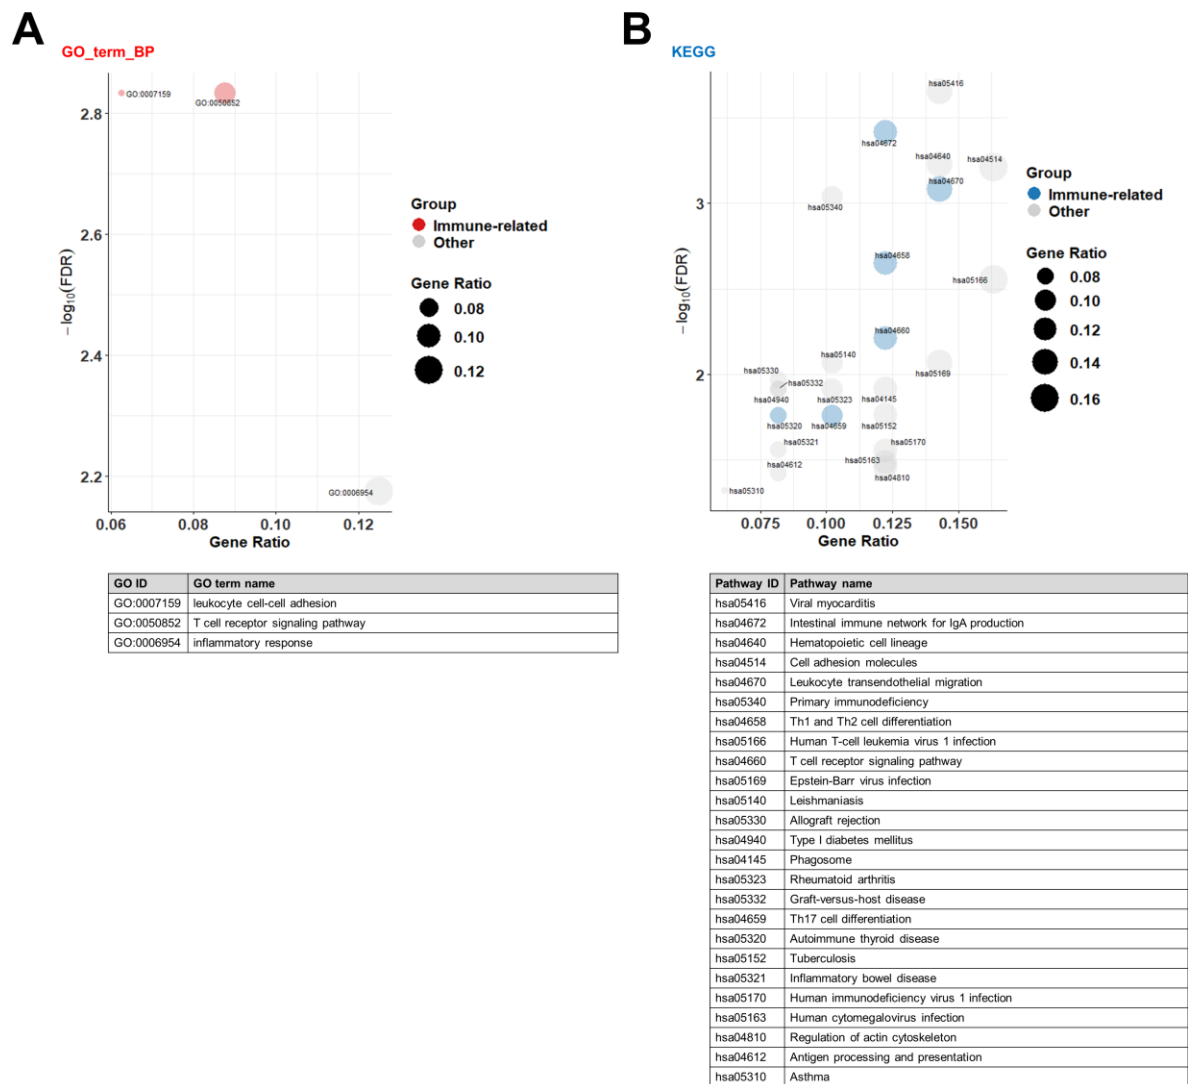 A
GO_term_BP
GO:0007159
GO:0050852
GO:0006954
2.8
2.6
2.4
2.2
−log10(FDR)
0.06 0.08 0.10 0.12
Gene Ratio
Group
Immune-related
Other
Gene Ratio
0.08
0.10
0.12
GO ID GO term name
GO:0007159 leukocyte cell-cell adhesion
GO:0050852 T cell receptor signaling pathway
GO:0006954 inflammatory response
B
KEGG
hsa05416
hsa04672
hsa04640
hsa04514
hsa04670
hsa05340
hsa04658
hsa05166
hsa04660
hsa05140
hsa05169
hsa05330
hsa05332
hsa04940
hsa05323
hsa04145
hsa05320
hsa04659
hsa05152
hsa05321
hsa05170
hsa04612
hsa05163
hsa04810
hsa05310
3
2
−log10(FDR)
0.075 0.100 0.125 0.150
Gene Ratio
Group
Immune-related
Other
Gene Ratio
0.08
0.10
0.12
0.14
0.16
Pathway ID Pathway name
hsa05416 Viral myocarditis
hsa04672 Intestinal immune network for IgA production
hsa04640 Hematopoietic cell lineage
hsa04514 Cell adhesion molecules
hsa04670 Leukocyte transendothelial migration
hsa05340 Primary immunodeficiency
hsa04658 Th1 and Th2 cell differentiation
hsa05166 Human T-cell leukemia virus 1 infection
hsa04660 T cell receptor signaling pathway
hsa05169 Epstein-Barr virus infection
hsa05140 Leishmaniasis
hsa05330 Allograft rejection
hsa04940 Type I diabetes mellitus
hsa04145 Phagosome
hsa05323 Rheumatoid arthritis
hsa05332 Graft-versus-host disease
hsa04659 Th17 cell differentiation
hsa05320 Autoimmune thyroid disease
hsa05152 Tuberculosis
hsa05321 Inflammatory bowel disease
hsa05170 Human immunodeficiency virus 1 infection
hsa05163 Human cytomegalovirus infection
hsa04810 Regulation of actin cytoskeleton
hsa04612 Antigen processing and presentation
hsa05310 Asthma